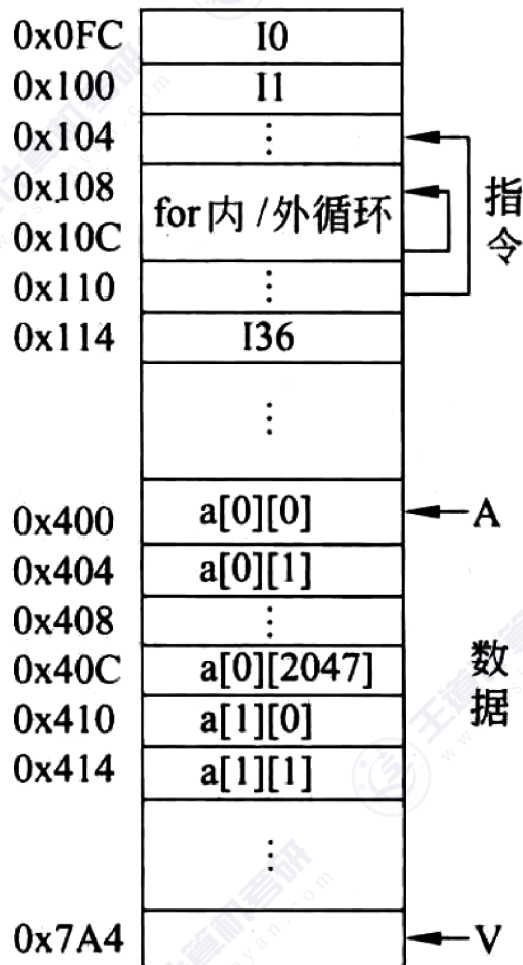 0x0FC I0
0x100 I1
0x104 ⋮
0x108
for内/外循环
0x10C
0x110 ⋮
指令
0x114 I36
⋮
0x400 a[0][0] A
0x404 a[0][1]
0x408 ⋮
0x40C a[0][2047]
0x410 a[1][0]
数据
0x414 a[1][1]
⋮
0x7A4 V